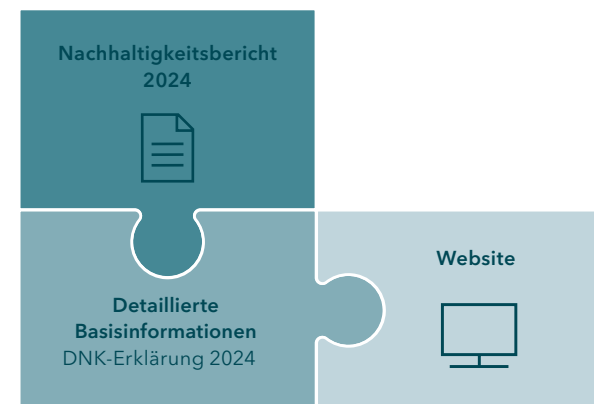 Nachhaltigkeitsbericht
2024
Website
Detaillierte
Basisinformationen
DNK-Erklärung 2024